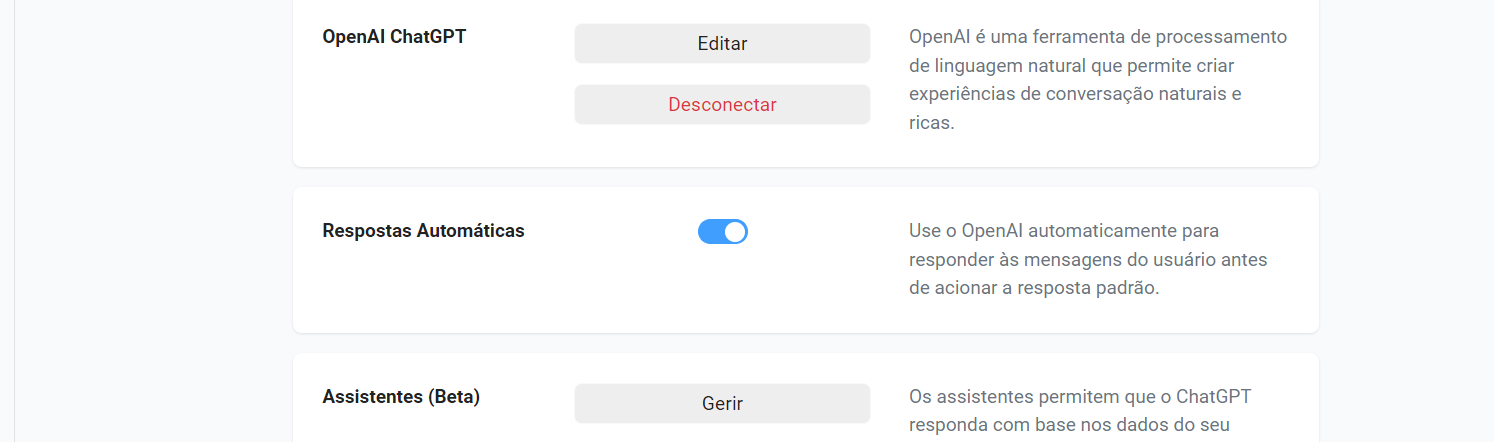 OpenAI ChatGPT
Editar
Desconectar
OpenAI é uma ferramenta de processamento
de linguagem natural que permite criar
experiências de conversação naturais e
ricas.
Respostas Automáticas
Use o OpenAI automaticamente para
responder às mensagens do usuário antes
de acionar a resposta padrão.
Assistentes (Beta)
Gerir
Os assistentes permitem que o ChatGPT
responda com base nos dados do seu